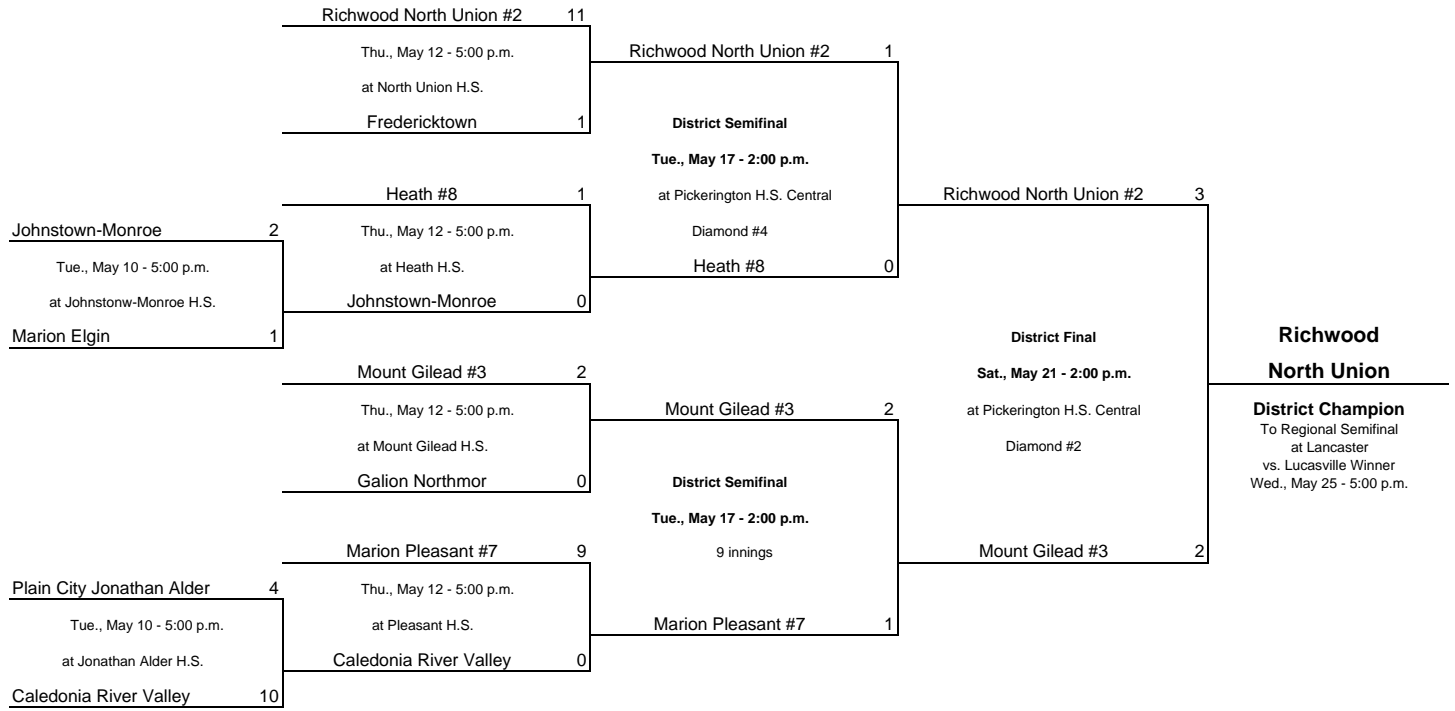 Richwood North Union #2 11
Thu., May 12 - 5:00 p.m.
at North Union H.S.
Fredericktown 1
Heath #8 1
Johnstown-Monroe 2
Thu., May 12 - 5:00 p.m.
Tue., May 10 - 5:00 p.m.
at Heath H.S.
at Johnstonw-Monroe H.S.
Johnstown-Monroe 0
Marion Elgin 1
Mount Gilead #3 2
Thu., May 12 - 5:00 p.m.
at Mount Gilead H.S.
Galion Northmor 0
Marion Pleasant #7 9
Plain City Jonathan Alder 4
Thu., May 12 - 5:00 p.m.
Tue., May 10 - 5:00 p.m.
at Pleasant H.S.
at Jonathan Alder H.S.
Caledonia River Valley 0
Caledonia River Valley 10
Richwood North Union #2 1
District Semifinal
Tue., May 17 - 2:00 p.m.
at Pickerington H.S. Central
Diamond #4
Heath #8 0
Mount Gilead #3 2
District Semifinal
Tue., May 17 - 2:00 p.m.
9 innings
Marion Pleasant #7 1
Richwood North Union #2 3
District Final
Sat., May 21 - 2:00 p.m.
at Pickerington H.S. Central
Diamond #2
Mount Gilead #3 2
Richwood
North Union
District Champion
To Regional Semifinal
at Lancaster
vs. Lucasville Winner
Wed., May 25 - 5:00 p.m.